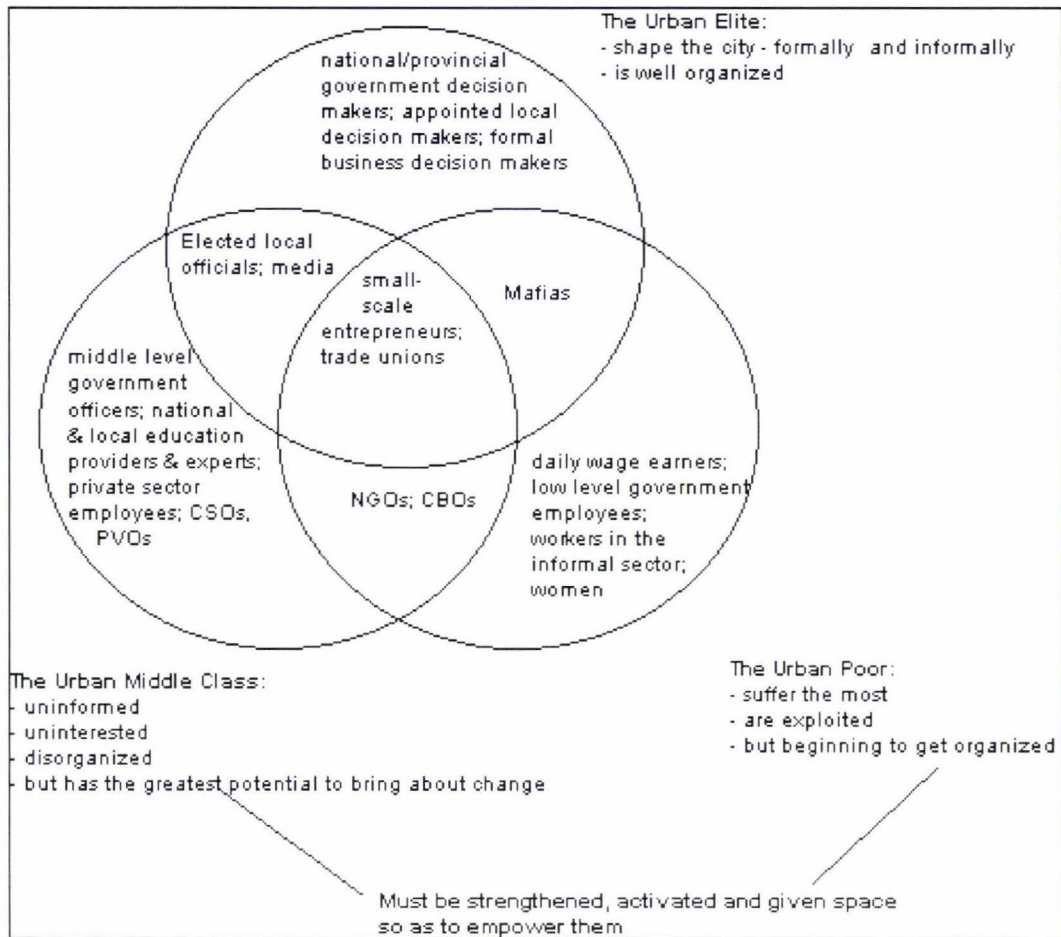 The Urban Elite:
- shape the city - formally and informally
- is well organized
national/provincial
government decision
makers; appointed local
decision makers; formal
business decision makers
Elected local
officials; media
small-
scale
entrepreneurs;
trade unions
Mafias
middle level
government
officers; national
& local education
providers & experts;
private sector
employees; CSOs,
PVOs
NGOs; CBOs
daily wage earners;
low level government
employees;
workers in the
informal sector;
women
The Urban Middle Class:
- uninformed
- uninterested
- disorganized
- but has the greatest potential to bring about change
The Urban Poor:
- suffer the most
- are exploited
- but beginning to get organized
Must be strengthened, activated and given space
so as to empower them